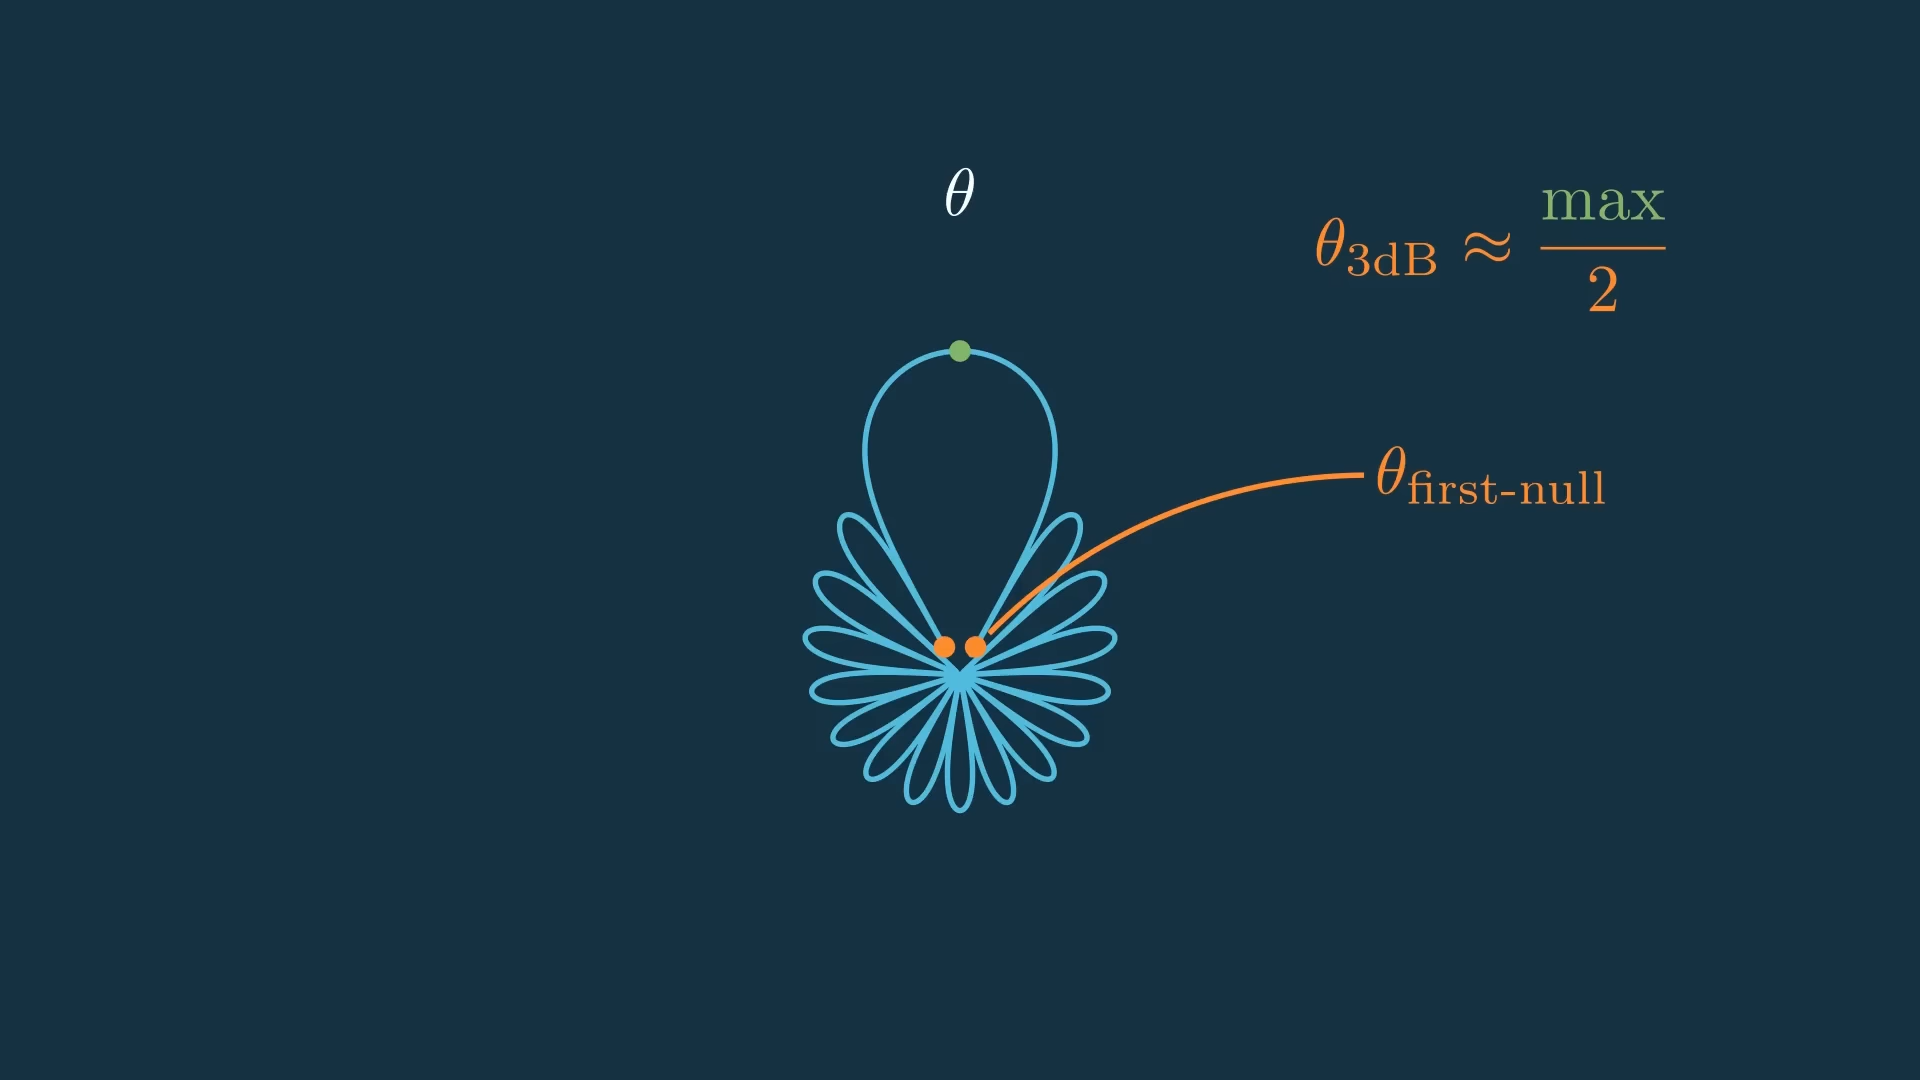 θ
θ3dB ≈ max/2
θfirst-null